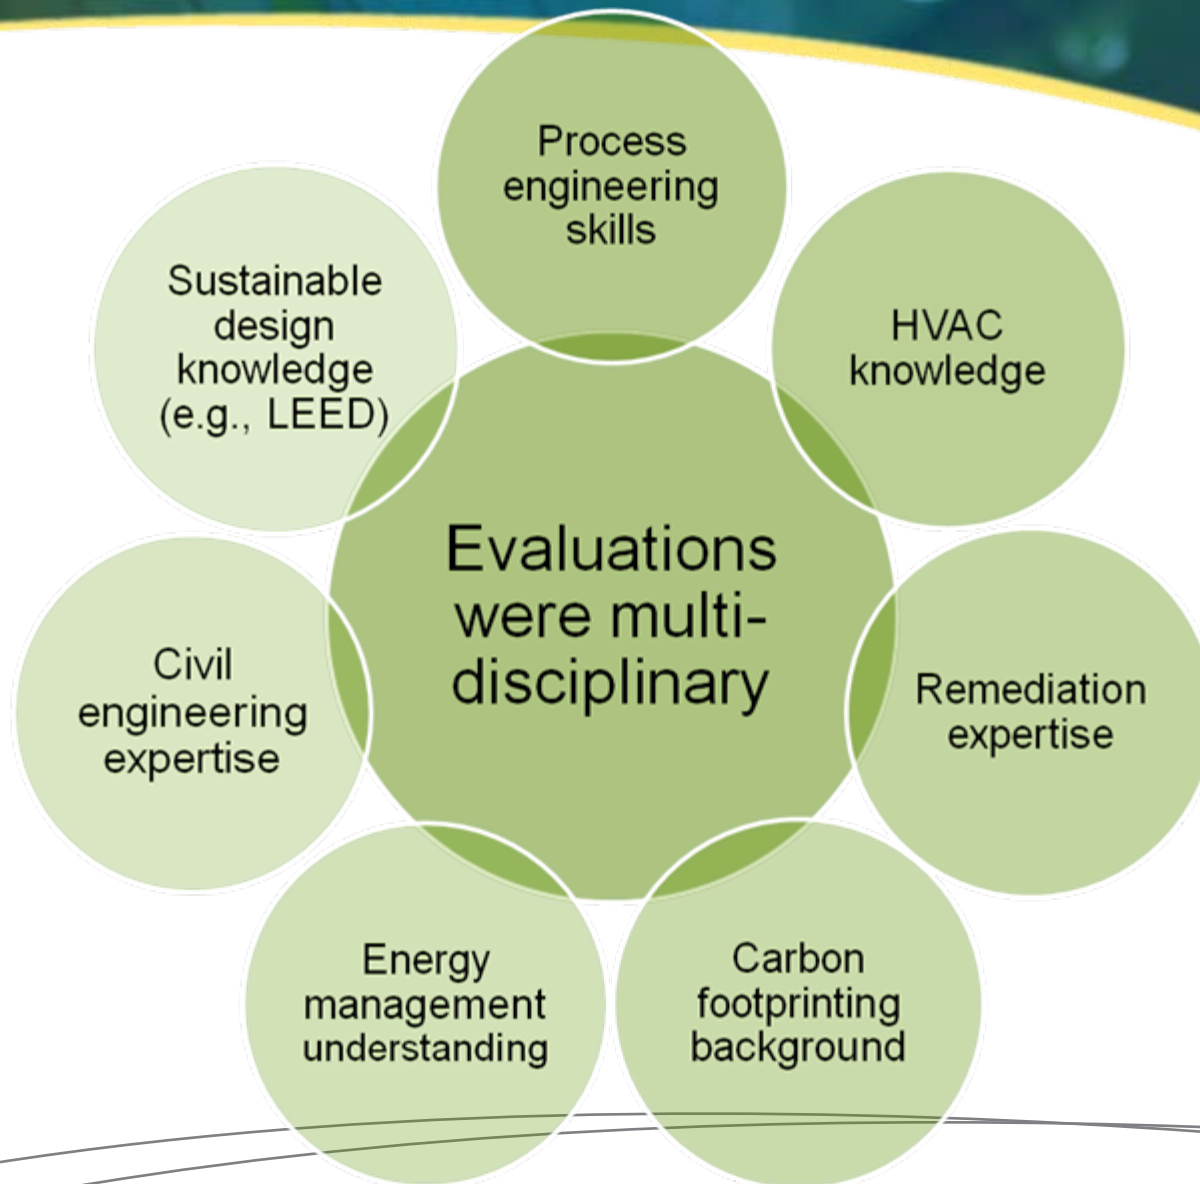 Process
engineering
skills
HVAC
knowledge
Remediation
expertise
Carbon
footprinting
background
Energy
management
understanding
Civil
engineering
expertise
Sustainable
design
knowledge
(e.g., LEED)
Evaluations
were multi-
disciplinary